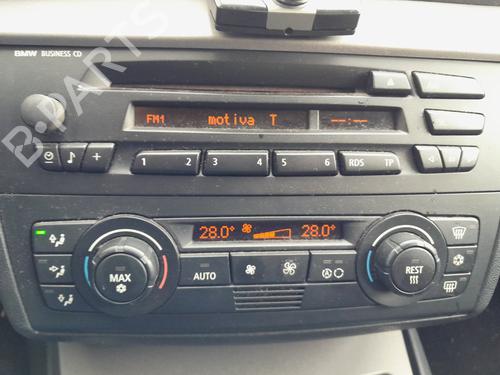 BMW BUSINESS CD
FM1 motiva T --:--
1 2 3 4 5 6 RDS TP
28.0° 28.0°
MAX AUTO REST
B-PARTS